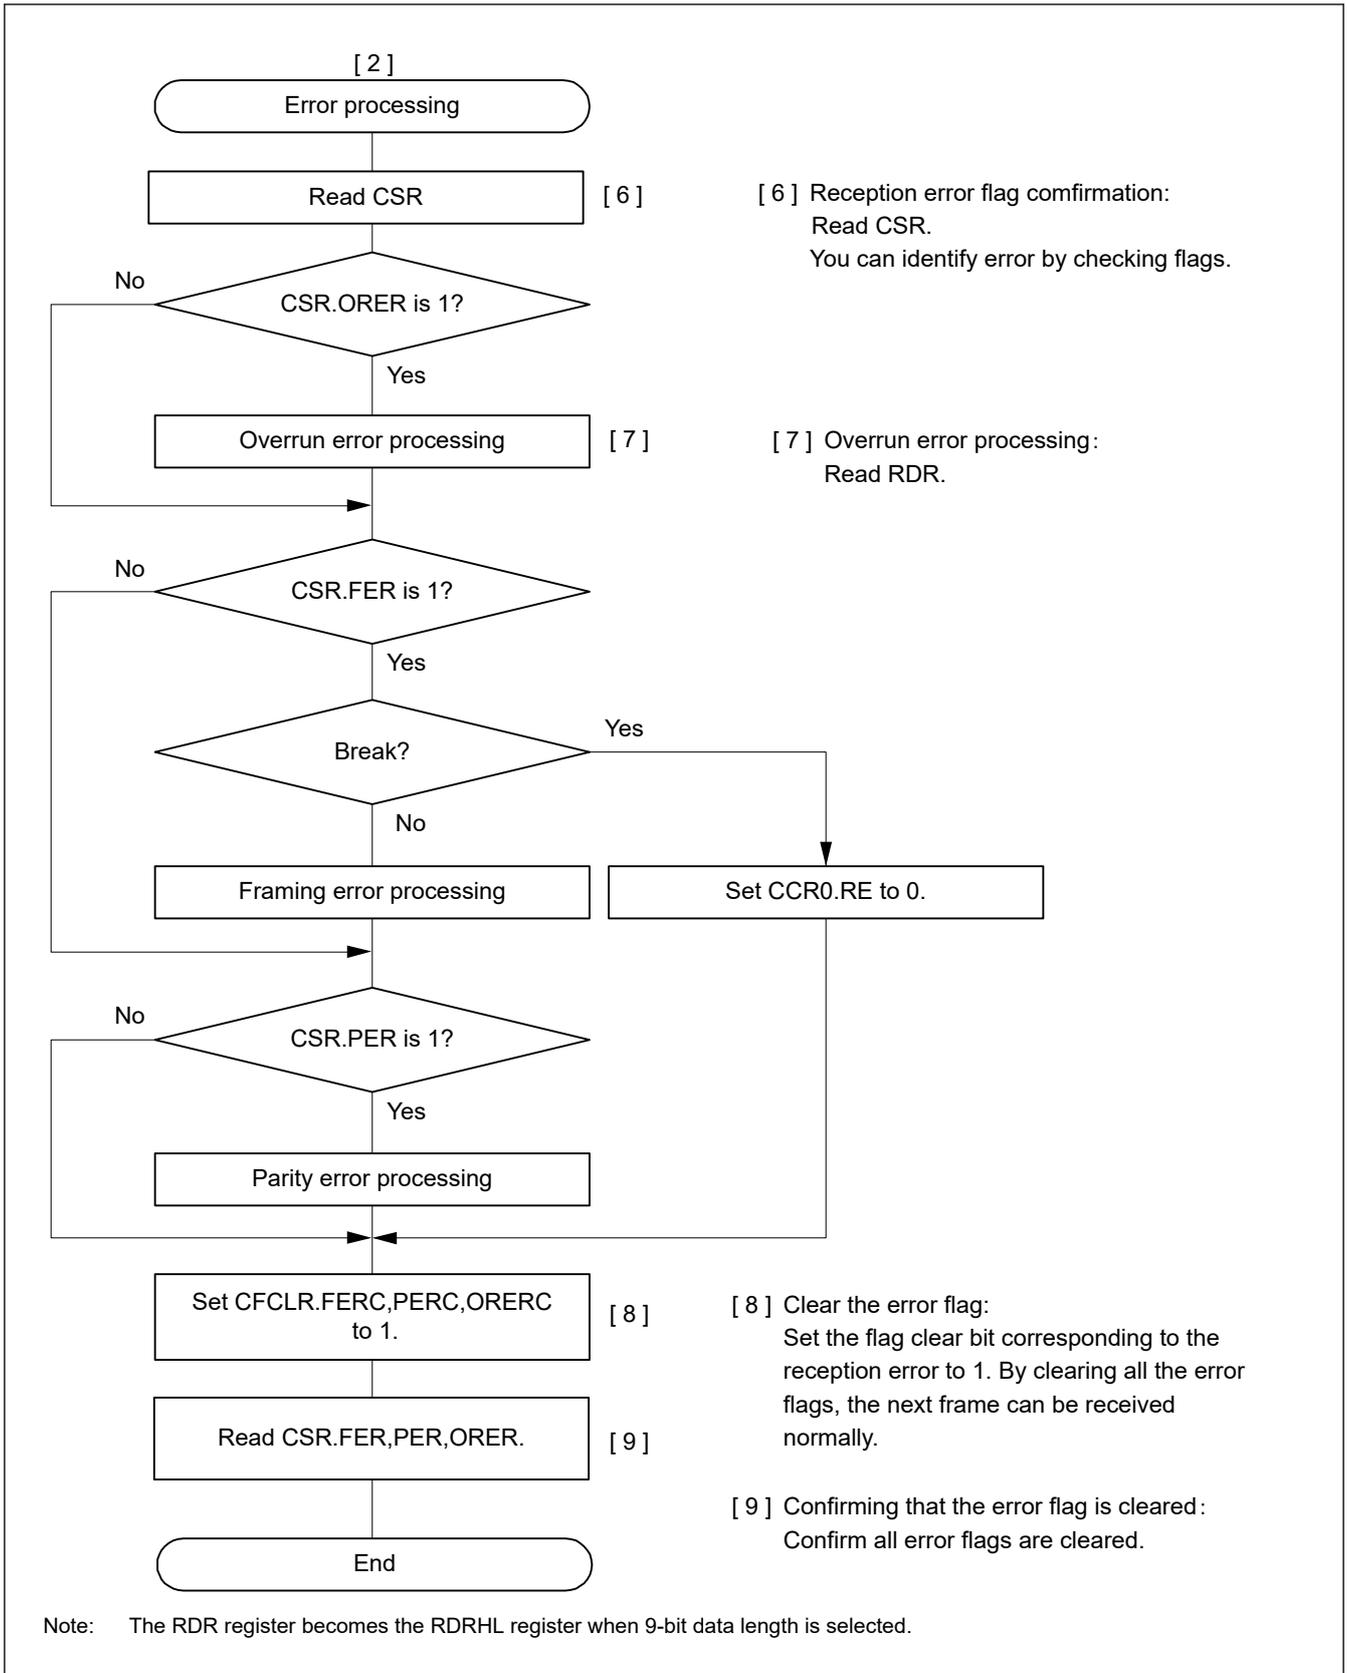 [ 2 ]
Error processing
Read CSR
[ 6 ]
[ 6 ] Reception error flag comfirmation:
Read CSR.
You can identify error by checking flags.
No
CSR.ORER is 1?
Yes
Overrun error processing
[ 7 ]
[ 7 ] Overrun error processing:
Read RDR.
No
CSR.FER is 1?
Yes
Break?
Yes
No
Framing error processing
Set CCR0.RE to 0.
No
CSR.PER is 1?
Yes
Parity error processing
Set CFCLR.FERC,PERC,ORERC
to 1.
[ 8 ]
[ 8 ] Clear the error flag:
Set the flag clear bit corresponding to the
reception error to 1. By clearing all the error
flags, the next frame can be received
normally.
Read CSR.FER,PER,ORER.
[ 9 ]
[ 9 ] Confirming that the error flag is cleared:
Confirm all error flags are cleared.
End
Note: The RDR register becomes the RDRHL register when 9-bit data length is selected.